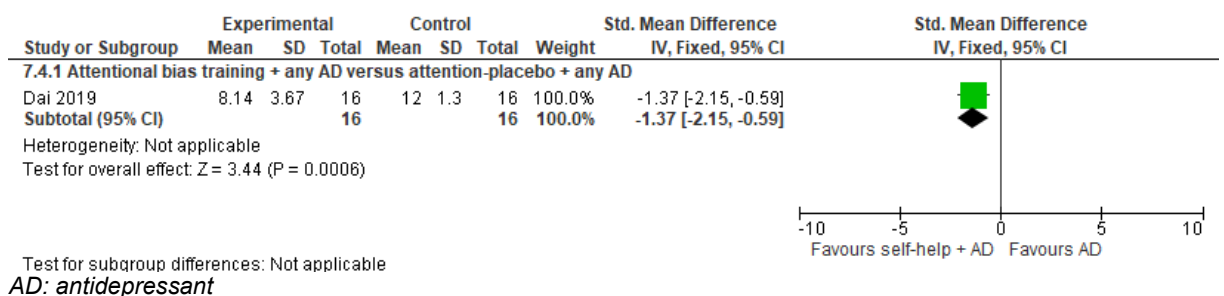 Experimental Control Std. Mean Difference Std. Mean Difference
Study or Subgroup Mean SD Total Mean SD Total Weight IV, Fixed, 95% CI IV, Fixed, 95% CI
7.4.1 Attentional bias training + any AD versus attention-placebo + any AD
Dai 2019 8.14 3.67 16 12 1.3 16 100.0% -1.37 [-2.15, -0.59]
Subtotal (95% CI) 16 16 100.0% -1.37 [-2.15, -0.59]
Heterogeneity: Not applicable
Test for overall effect: Z = 3.44 (P = 0.0006)
-10 -5 0 5 10
Favours self-help + AD Favours AD
Test for subgroup differences: Not applicable
AD: antidepressant